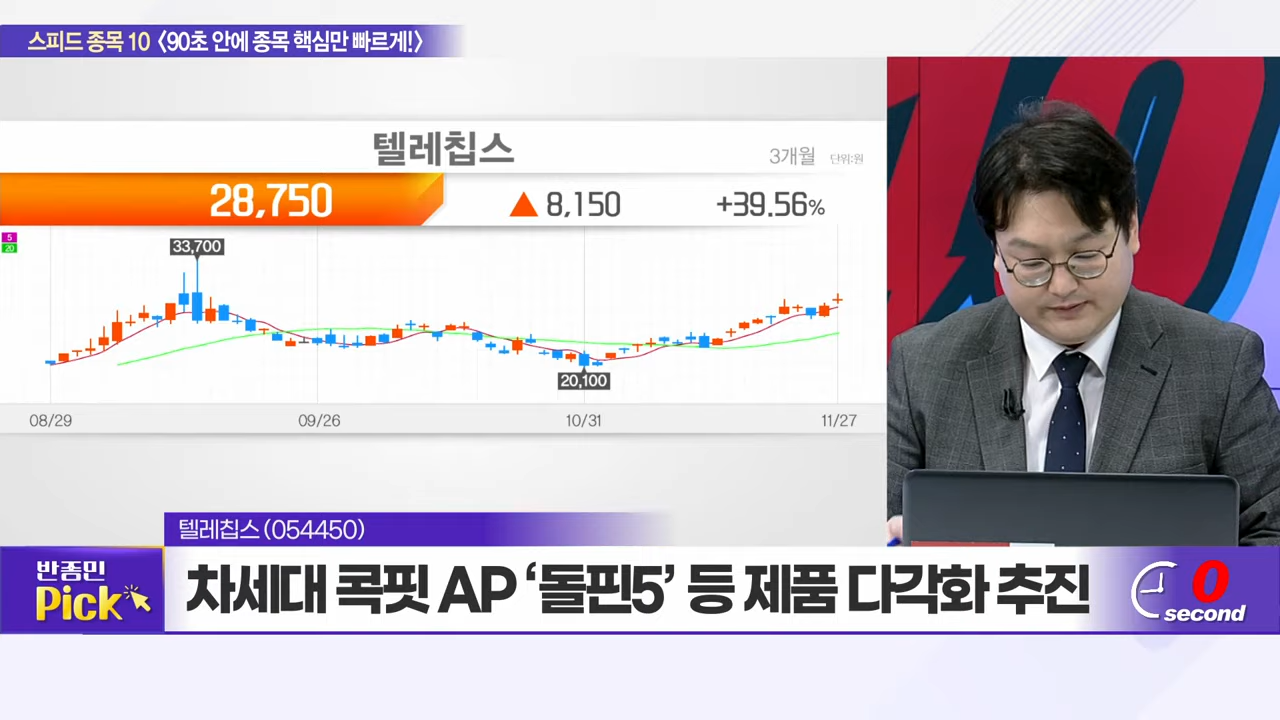 스피드 종목 10 <90초 안에 종목 핵심만 빠르게!>
텔레칩스
3개월 단위:원
28,750 ▲ 8,150 +39.56%
5
20
33,700
20,100
08/29 09/26 10/31 11/27
텔레칩스(054450)
반종민
Pick
차세대 콕핏 AP ‘돌핀5’ 등 제품 다각화 추진
0
second